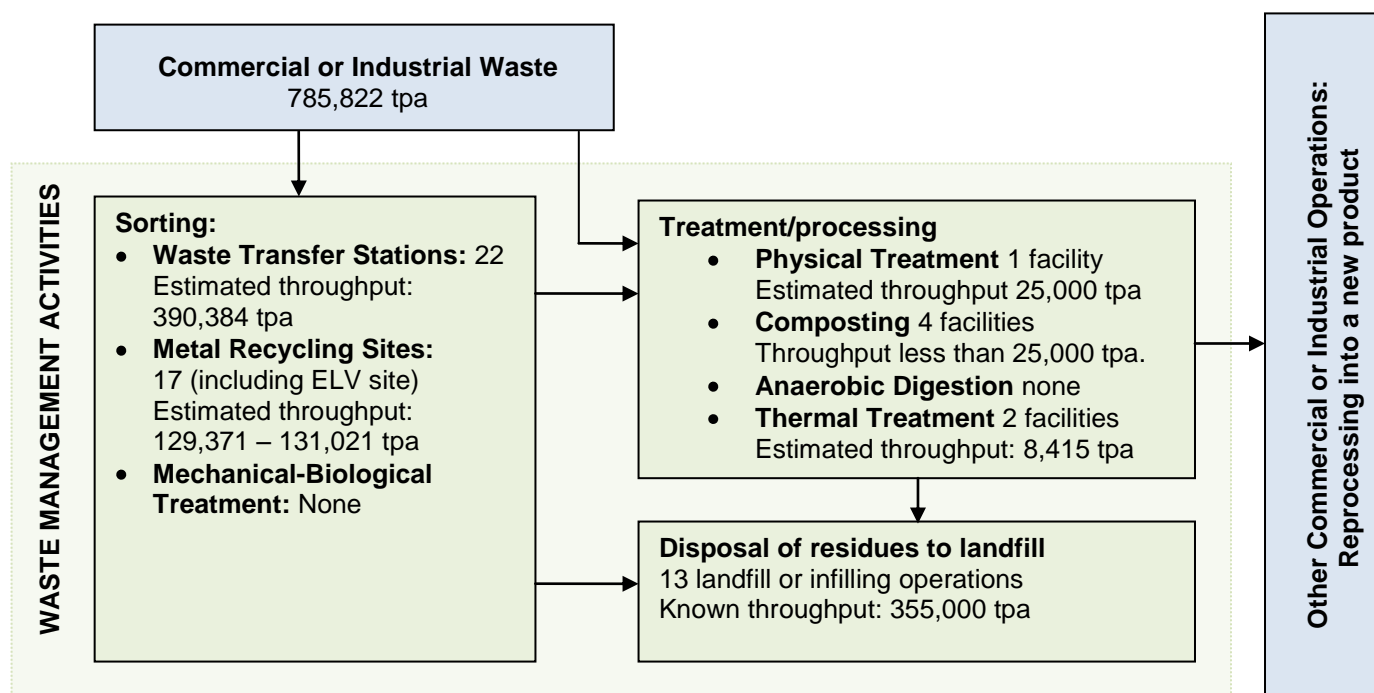 Commercial or Industrial Waste
785,822 tpa
WASTE MANAGEMENT ACTIVITIES
Sorting:
• Waste Transfer Stations: 22
Estimated throughput:
390,384 tpa
• Metal Recycling Sites:
17 (including ELV site)
Estimated throughput:
129,371 – 131,021 tpa
• Mechanical-Biological
Treatment: None
Treatment/processing
• Physical Treatment 1 facility
Estimated throughput 25,000 tpa
• Composting 4 facilities
Throughput less than 25,000 tpa.
• Anaerobic Digestion none
• Thermal Treatment 2 facilities
Estimated throughput: 8,415 tpa
Disposal of residues to landfill
13 landfill or infilling operations
Known throughput: 355,000 tpa
Other Commercial or Industrial Operations:
Reprocessing into a new product